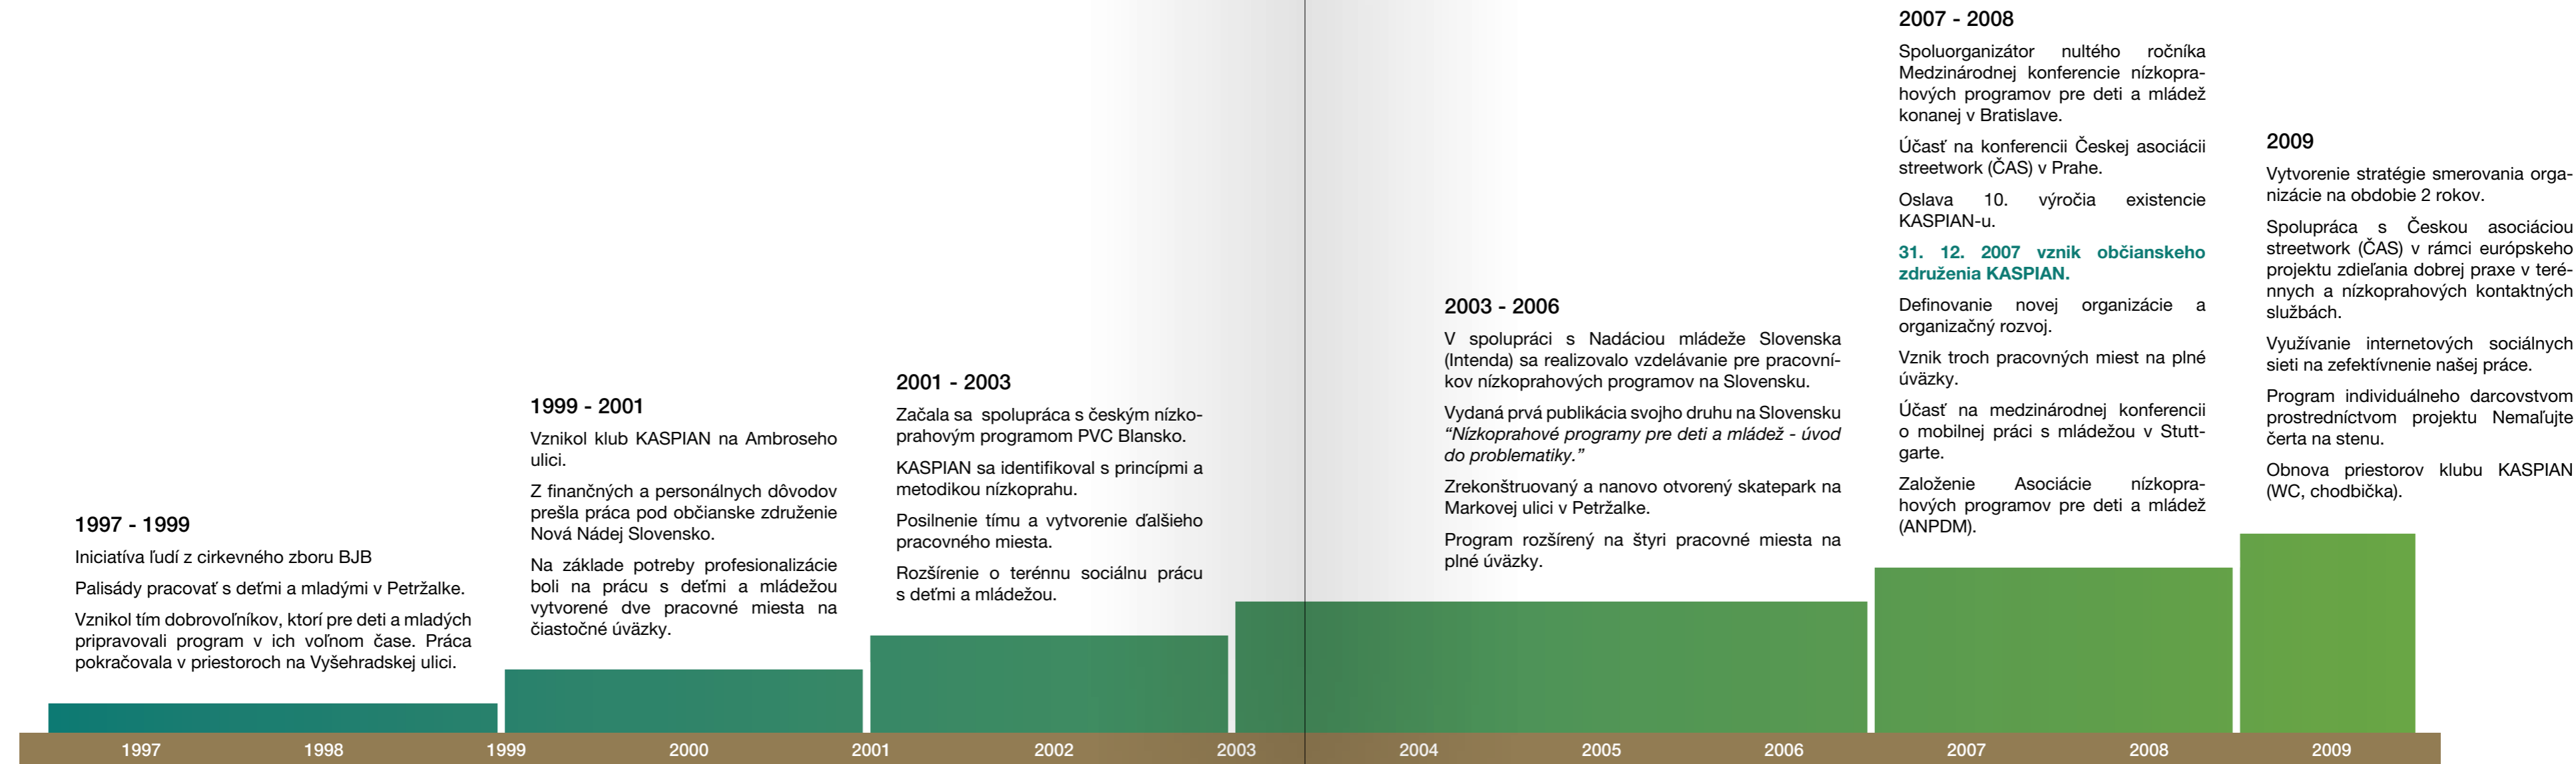 1997 - 1999
Iniciatíva ľudí z cirkevného zboru BJB
Palisády pracovať s deťmi a mladými v Petržalke.
Vznikol tím dobrovoľníkov, ktorí pre deti a mladých
pripravovali program v ich voľnom čase. Práca
pokračovala v priestoroch na Vyšehradskej ulici.
1999 - 2001
Vznikol klub KASPIAN na Ambroseho
ulici.
Z finančných a personálnych dôvodov
prešla práca pod občianske združenie
Nová Nádej Slovensko.
Na základe potreby profesionalizácie
boli na prácu s deťmi a mládežou
vytvorené dve pracovné miesta na
čiastočné úväzky.
2001 - 2003
Začala sa spolupráca s českým nízko-
prahovým programom PVC Blansko.
KASPIAN sa identifikoval s princípmi a
metodikou nízkoprahu.
Posilnenie tímu a vytvorenie ďalšieho
pracovného miesta.
Rozšírenie o terénnu sociálnu prácu
s deťmi a mládežou.
2003 - 2006
V spolupráci s Nadáciou mládeže Slovenska
(Intenda) sa realizovalo vzdelávanie pre pracovní-
kov nízkoprahových programov na Slovensku.
Vydaná prvá publikácia svojho druhu na Slovensku
“Nízkoprahové programy pre deti a mládež - úvod
do problematiky.”
Zrekonštruovaný a nanovo otvorený skatepark na
Markovej ulici v Petržalke.
Program rozšírený na štyri pracovné miesta na
plné úväzky.
2007 - 2008
Spoluorganizátor nultého ročníka
Medzinárodnej konferencie nízkopra-
hových programov pre deti a mládež
konanej v Bratislave.
Účasť na konferencii Českej asociácii
streetwork (ČAS) v Prahe.
Oslava 10. výročia existencie
KASPIAN-u.
31. 12. 2007 vznik občianskeho
združenia KASPIAN.
Definovanie novej organizácie a
organizačný rozvoj.
Vznik troch pracovných miest na plné
úväzky.
Účasť na medzinárodnej konferencii
o mobilnej práci s mládežou v Stutt-
garte.
Založenie Asociácie nízkopra-
hových programov pre deti a mládež
(ANPDM).
2009
Vytvorenie stratégie smerovania orga-
nizácie na obdobie 2 rokov.
Spolupráca s Českou asociáciou
streetwork (ČAS) v rámci európskeho
projektu zdieľania dobrej praxe v teré-
nnych a nízkoprahových kontaktných
službách.
Využívanie internetových sociálnych
sieti na zefektívnenie našej práce.
Program individuálneho darcovstvom
prostredníctvom projektu Nemaľujte
čerta na stenu.
Obnova priestorov klubu KASPIAN
(WC, chodbička).
1997 1998 1999 2000 2001 2002 2003 2004 2005 2006 2007 2008 2009